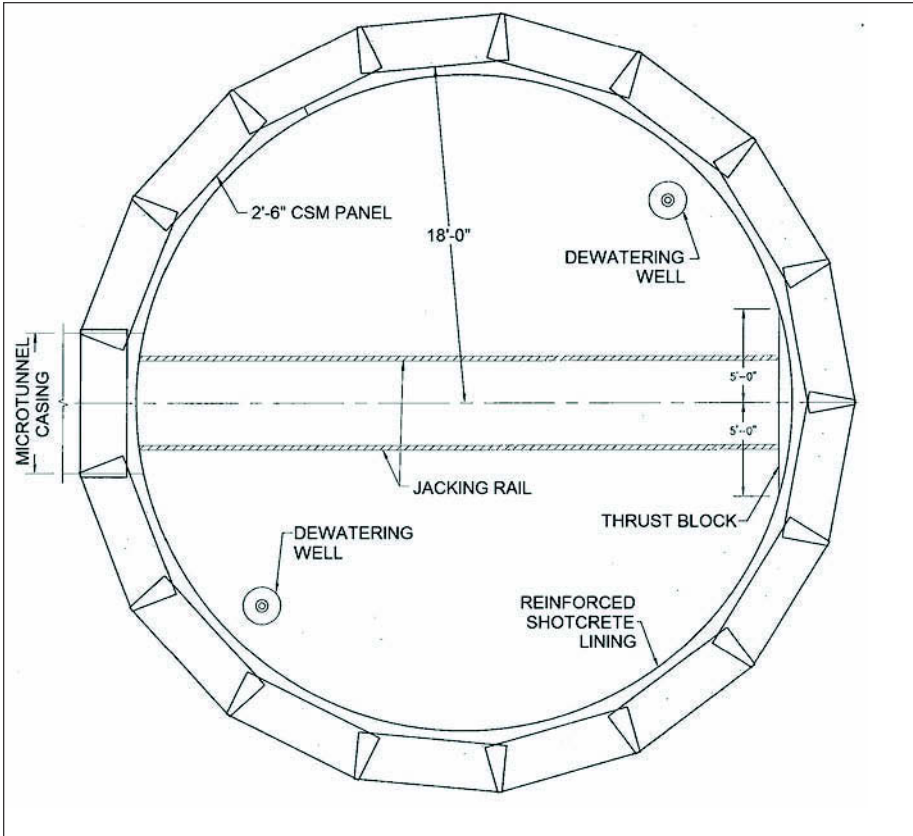 2'-6" CSM PANEL
18'-0"
DEWATERING
WELL
MICROTUNNEL
CASING
5'-0"
5'-0"
JACKING RAIL
THRUST BLOCK
DEWATERING
WELL
REINFORCED
SHOTCRETE
LINING